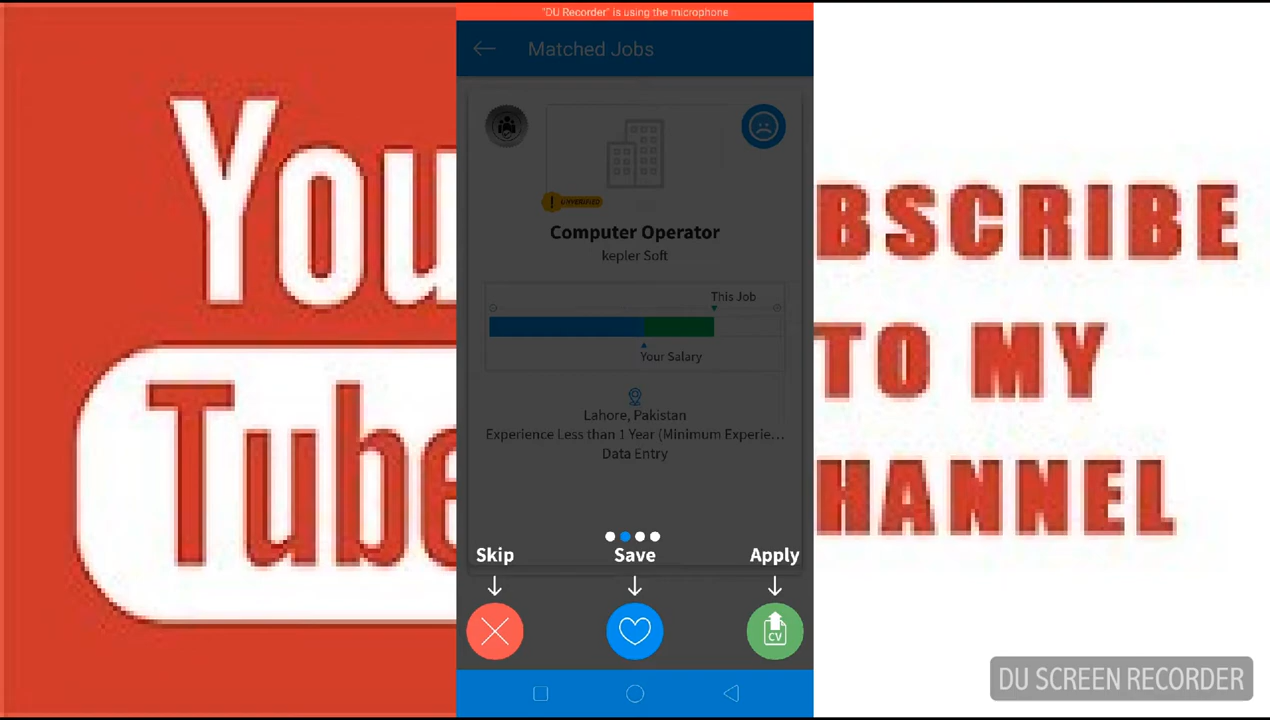 "DU Recorder" is using the microphone
Matched Jobs
UNVERIFIED
Computer Operator
kepler Soft
This Job
Your Salary
Lahore, Pakistan
Experience Less than 1 Year (Minimum Experie...
Data Entry
Skip
Save
Apply
CV
You
Tube
BSCRIBE
TO MY
HANNEL
DU SCREEN RECORDER